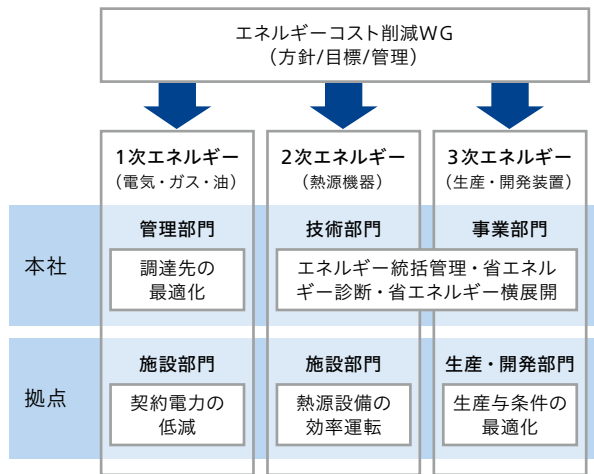 エネルギーコスト削減WG
（方針/目標/管理）
1次エネルギー
（電気・ガス・油）
2次エネルギー
（熱源機器）
3次エネルギー
（生産・開発装置）
本社
管理部門
調達先の
最適化
技術部門
事業部門
エネルギー統括管理・省エネル
ギー診断・省エネルギー横展開
拠点
施設部門
契約電力の
低減
施設部門
熱源設備の
効率運転
生産・開発部門
生産与条件の
最適化